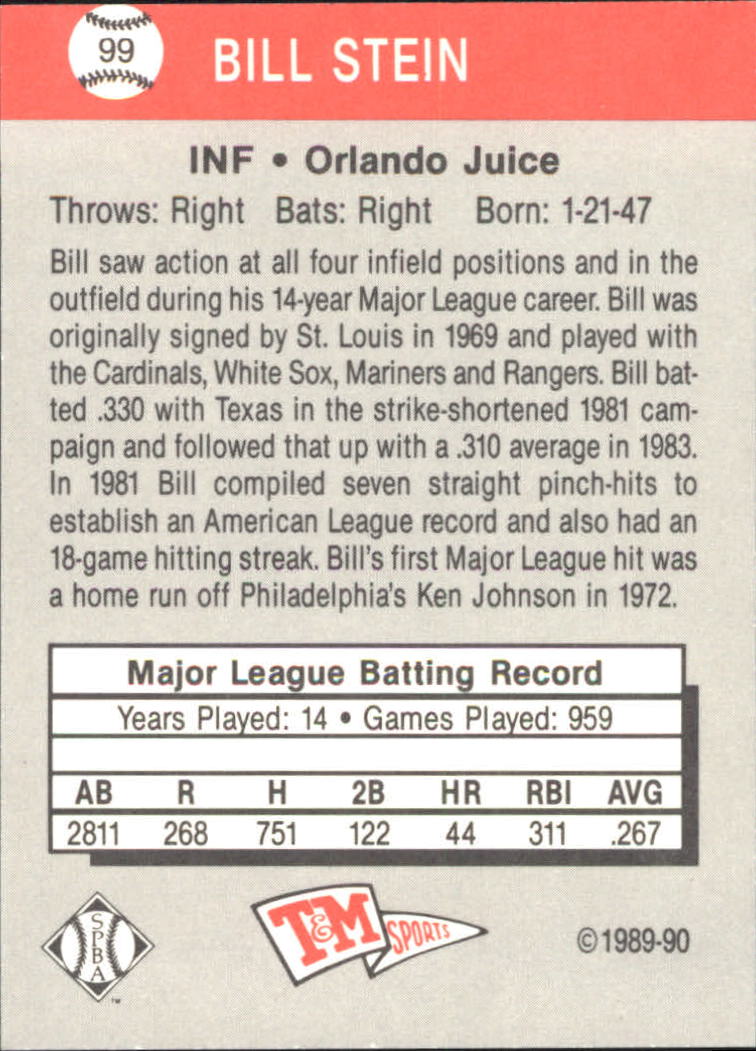 99
BILL STEIN
INF • Orlando Juice
Throws: Right Bats: Right Born: 1-21-47
Bill saw action at all four infield positions and in the
outfield during his 14-year Major League career. Bill was
originally signed by St. Louis in 1969 and played with
the Cardinals, White Sox, Mariners and Rangers. Bill bat-
ted .330 with Texas in the strike-shortened 1981 cam-
paign and followed that up with a .310 average in 1983.
In 1981 Bill compiled seven straight pinch-hits to
establish an American League record and also had an
18-game hitting streak. Bill's first Major League hit was
a home run off Philadelphia's Ken Johnson in 1972.
Major League Batting Record
Years Played: 14 • Games Played: 959
AB R H 2B HR RBI AVG
2811 268 751 122 44 311 .267
SPBA
™
T&M SPORTS
©1989-90